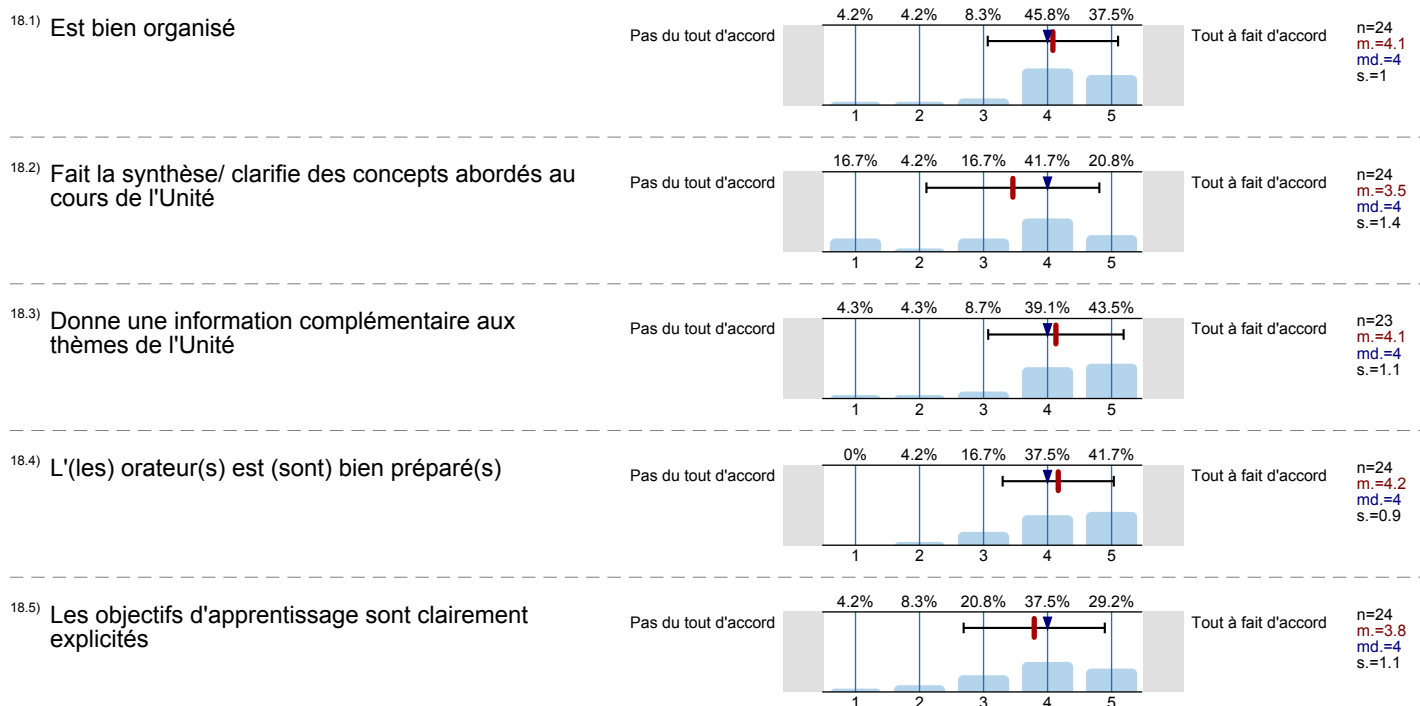 4.2% 4.2% 8.3% 45.8% 37.5%
18.1) Est bien organisé
Pas du tout d'accord
Tout à fait d'accord
n=24
m.=4.1
md.=4
s.=1
1 2 3 4 5
16.7% 4.2% 16.7% 41.7% 20.8%
18.2) Fait la synthèse/ clarifie des concepts abordés au
cours de l'Unité
Pas du tout d'accord
Tout à fait d'accord
n=24
m.=3.5
md.=4
s.=1.4
1 2 3 4 5
4.3% 4.3% 8.7% 39.1% 43.5%
18.3) Donne une information complémentaire aux
thèmes de l'Unité
Pas du tout d'accord
Tout à fait d'accord
n=23
m.=4.1
md.=4
s.=1.1
1 2 3 4 5
0% 4.2% 16.7% 37.5% 41.7%
18.4) L'(les) orateur(s) est (sont) bien préparé(s)
Pas du tout d'accord
Tout à fait d'accord
n=24
m.=4.2
md.=4
s.=0.9
1 2 3 4 5
4.2% 8.3% 20.8% 37.5% 29.2%
18.5) Les objectifs d'apprentissage sont clairement
explicités
Pas du tout d'accord
Tout à fait d'accord
n=24
m.=3.8
md.=4
s.=1.1
1 2 3 4 5